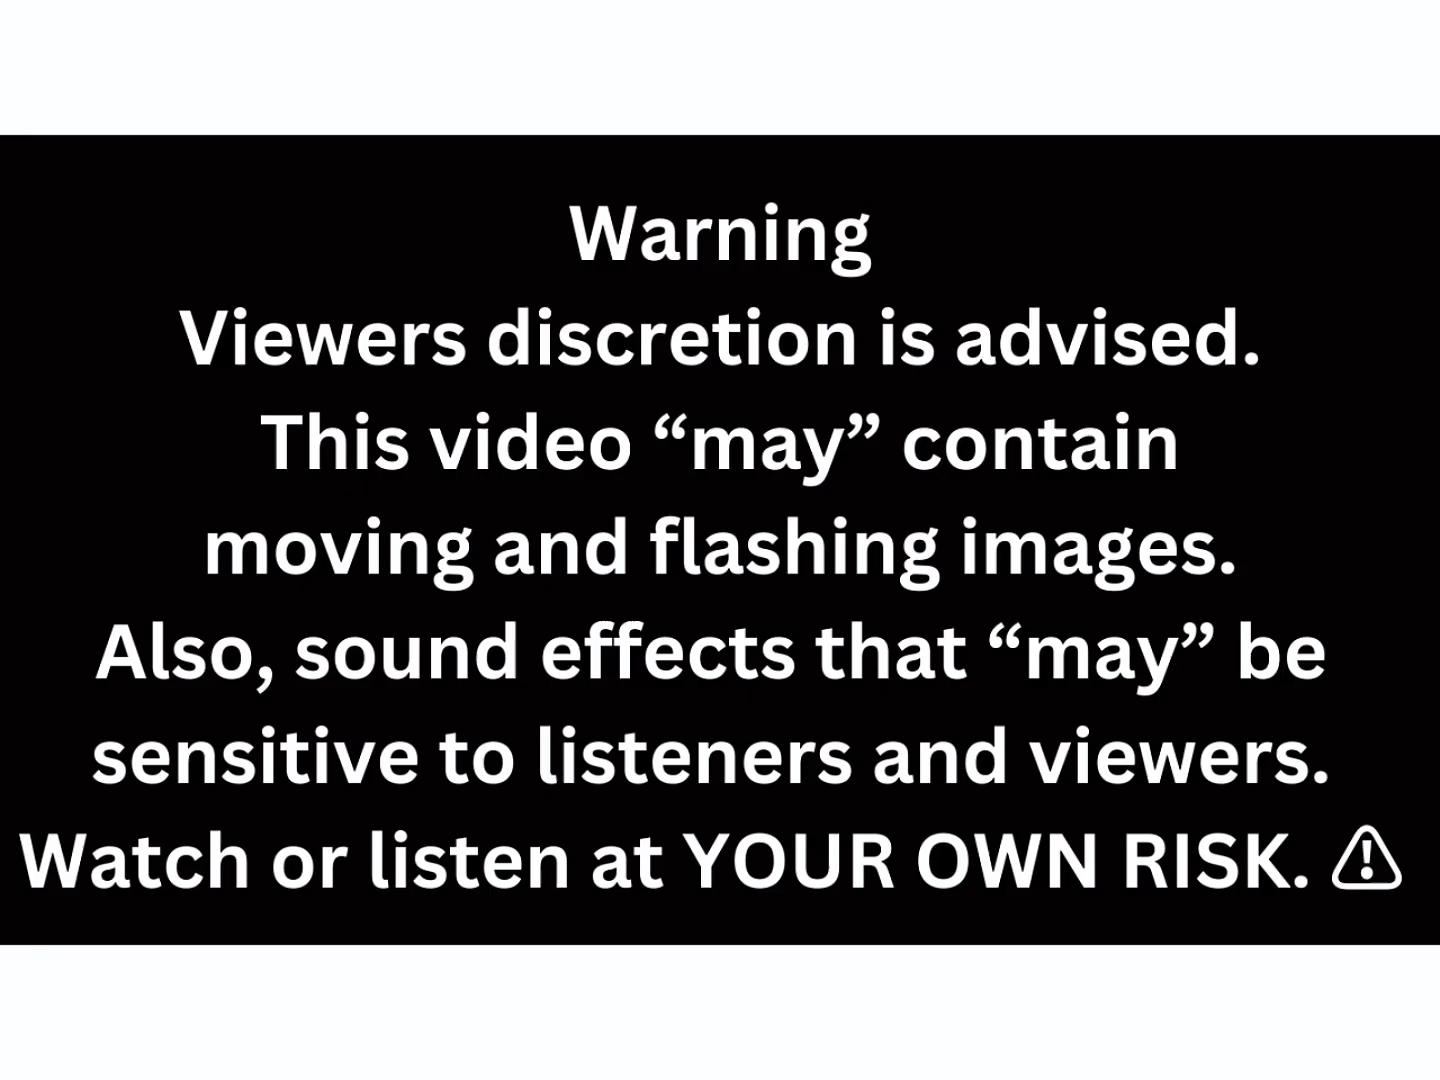 Warning
Viewers discretion is advised.
This video “may” contain
moving and flashing images.
Also, sound effects that “may” be
sensitive to listeners and viewers.
Watch or listen at YOUR OWN RISK. ⚠